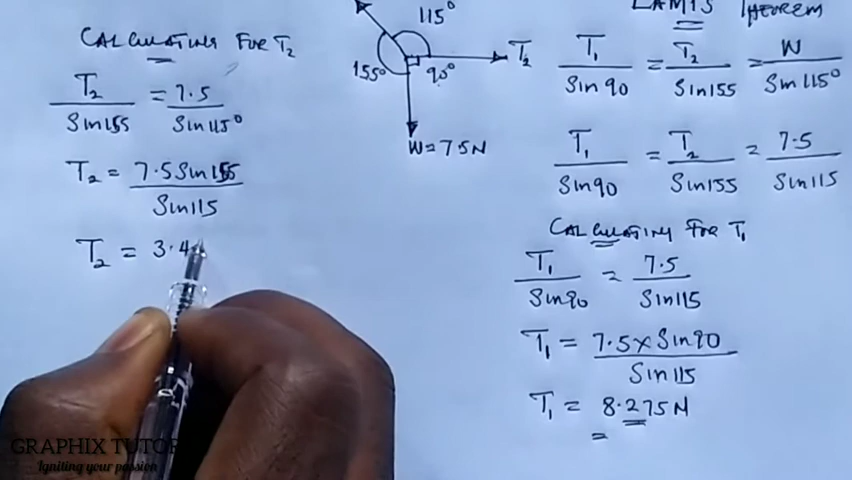 CALCULATING FOR T₂
T₂/Sin155 = 7.5/Sin115°
T₂ = 7.5Sin155/Sin115
T₂ = 3.4
115°
T₂
155°
90°
W=7.5N
LAMIS THEOREM
T₁/Sin90 = T₂/Sin155 = W/Sin115°
T₁/Sin90 = T₂/Sin155 = 7.5/Sin115
CALCULATING FOR T₁
T₁/Sin90 = 7.5/Sin115
T₁ = 7.5×Sin90/Sin115
T₁ = 8.275N
GRAPHIX TUTOR
Igniting your passion